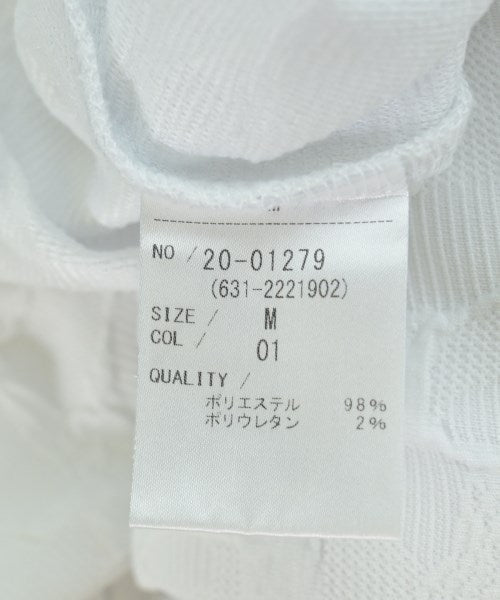 M
NO / 20-01279
(631-2221902)
SIZE / M
COL / 01
QUALITY /
ポリエステル 98%
ポリウレタン 2%